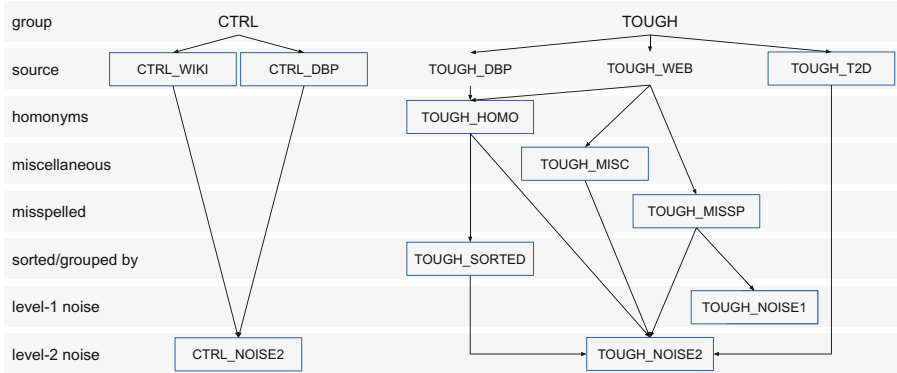 group CTRL TOUGH
source CTRL_WIKI CTRL_DBP TOUGH_DBP TOUGH_WEB TOUGH_T2D
homonyms TOUGH_HOMO
miscellaneous TOUGH_MISC
misspelled TOUGH_MISSP
sorted/grouped by TOUGH_SORTED
level-1 noise TOUGH_NOISE1
level-2 noise CTRL_NOISE2 TOUGH_NOISE2